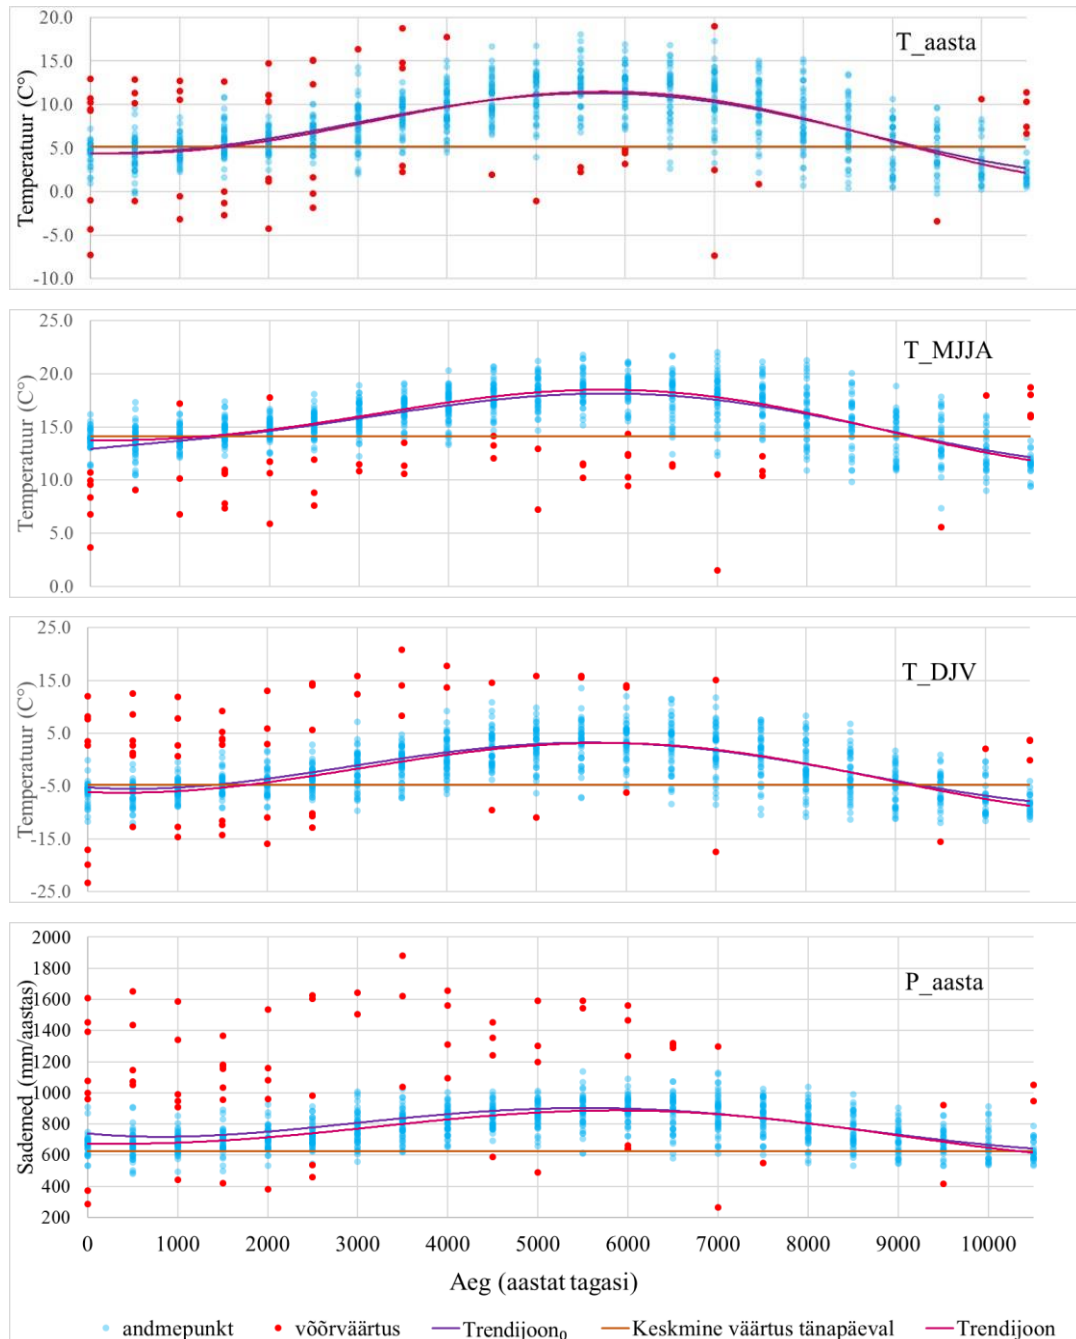 T_aasta
Temperatuur (C°)
20.0
15.0
10.0
5.0
0.0
-5.0
-10.0
T_MJJA
Temperatuur (C°)
25.0
20.0
15.0
10.0
5.0
0.0
T_DJV
Temperatuur (C°)
25.0
15.0
5.0
-5.0
-15.0
-25.0
P_aasta
Sademed (mm/aastas)
2000
1800
1600
1400
1200
1000
800
600
400
200
0 1000 2000 3000 4000 5000 6000 7000 8000 9000 10000
Aeg (aastat tagasi)
andmepunkt võõrväärtus Trendijoon₀ Keskmine väärtus tänapäeval Trendijoon